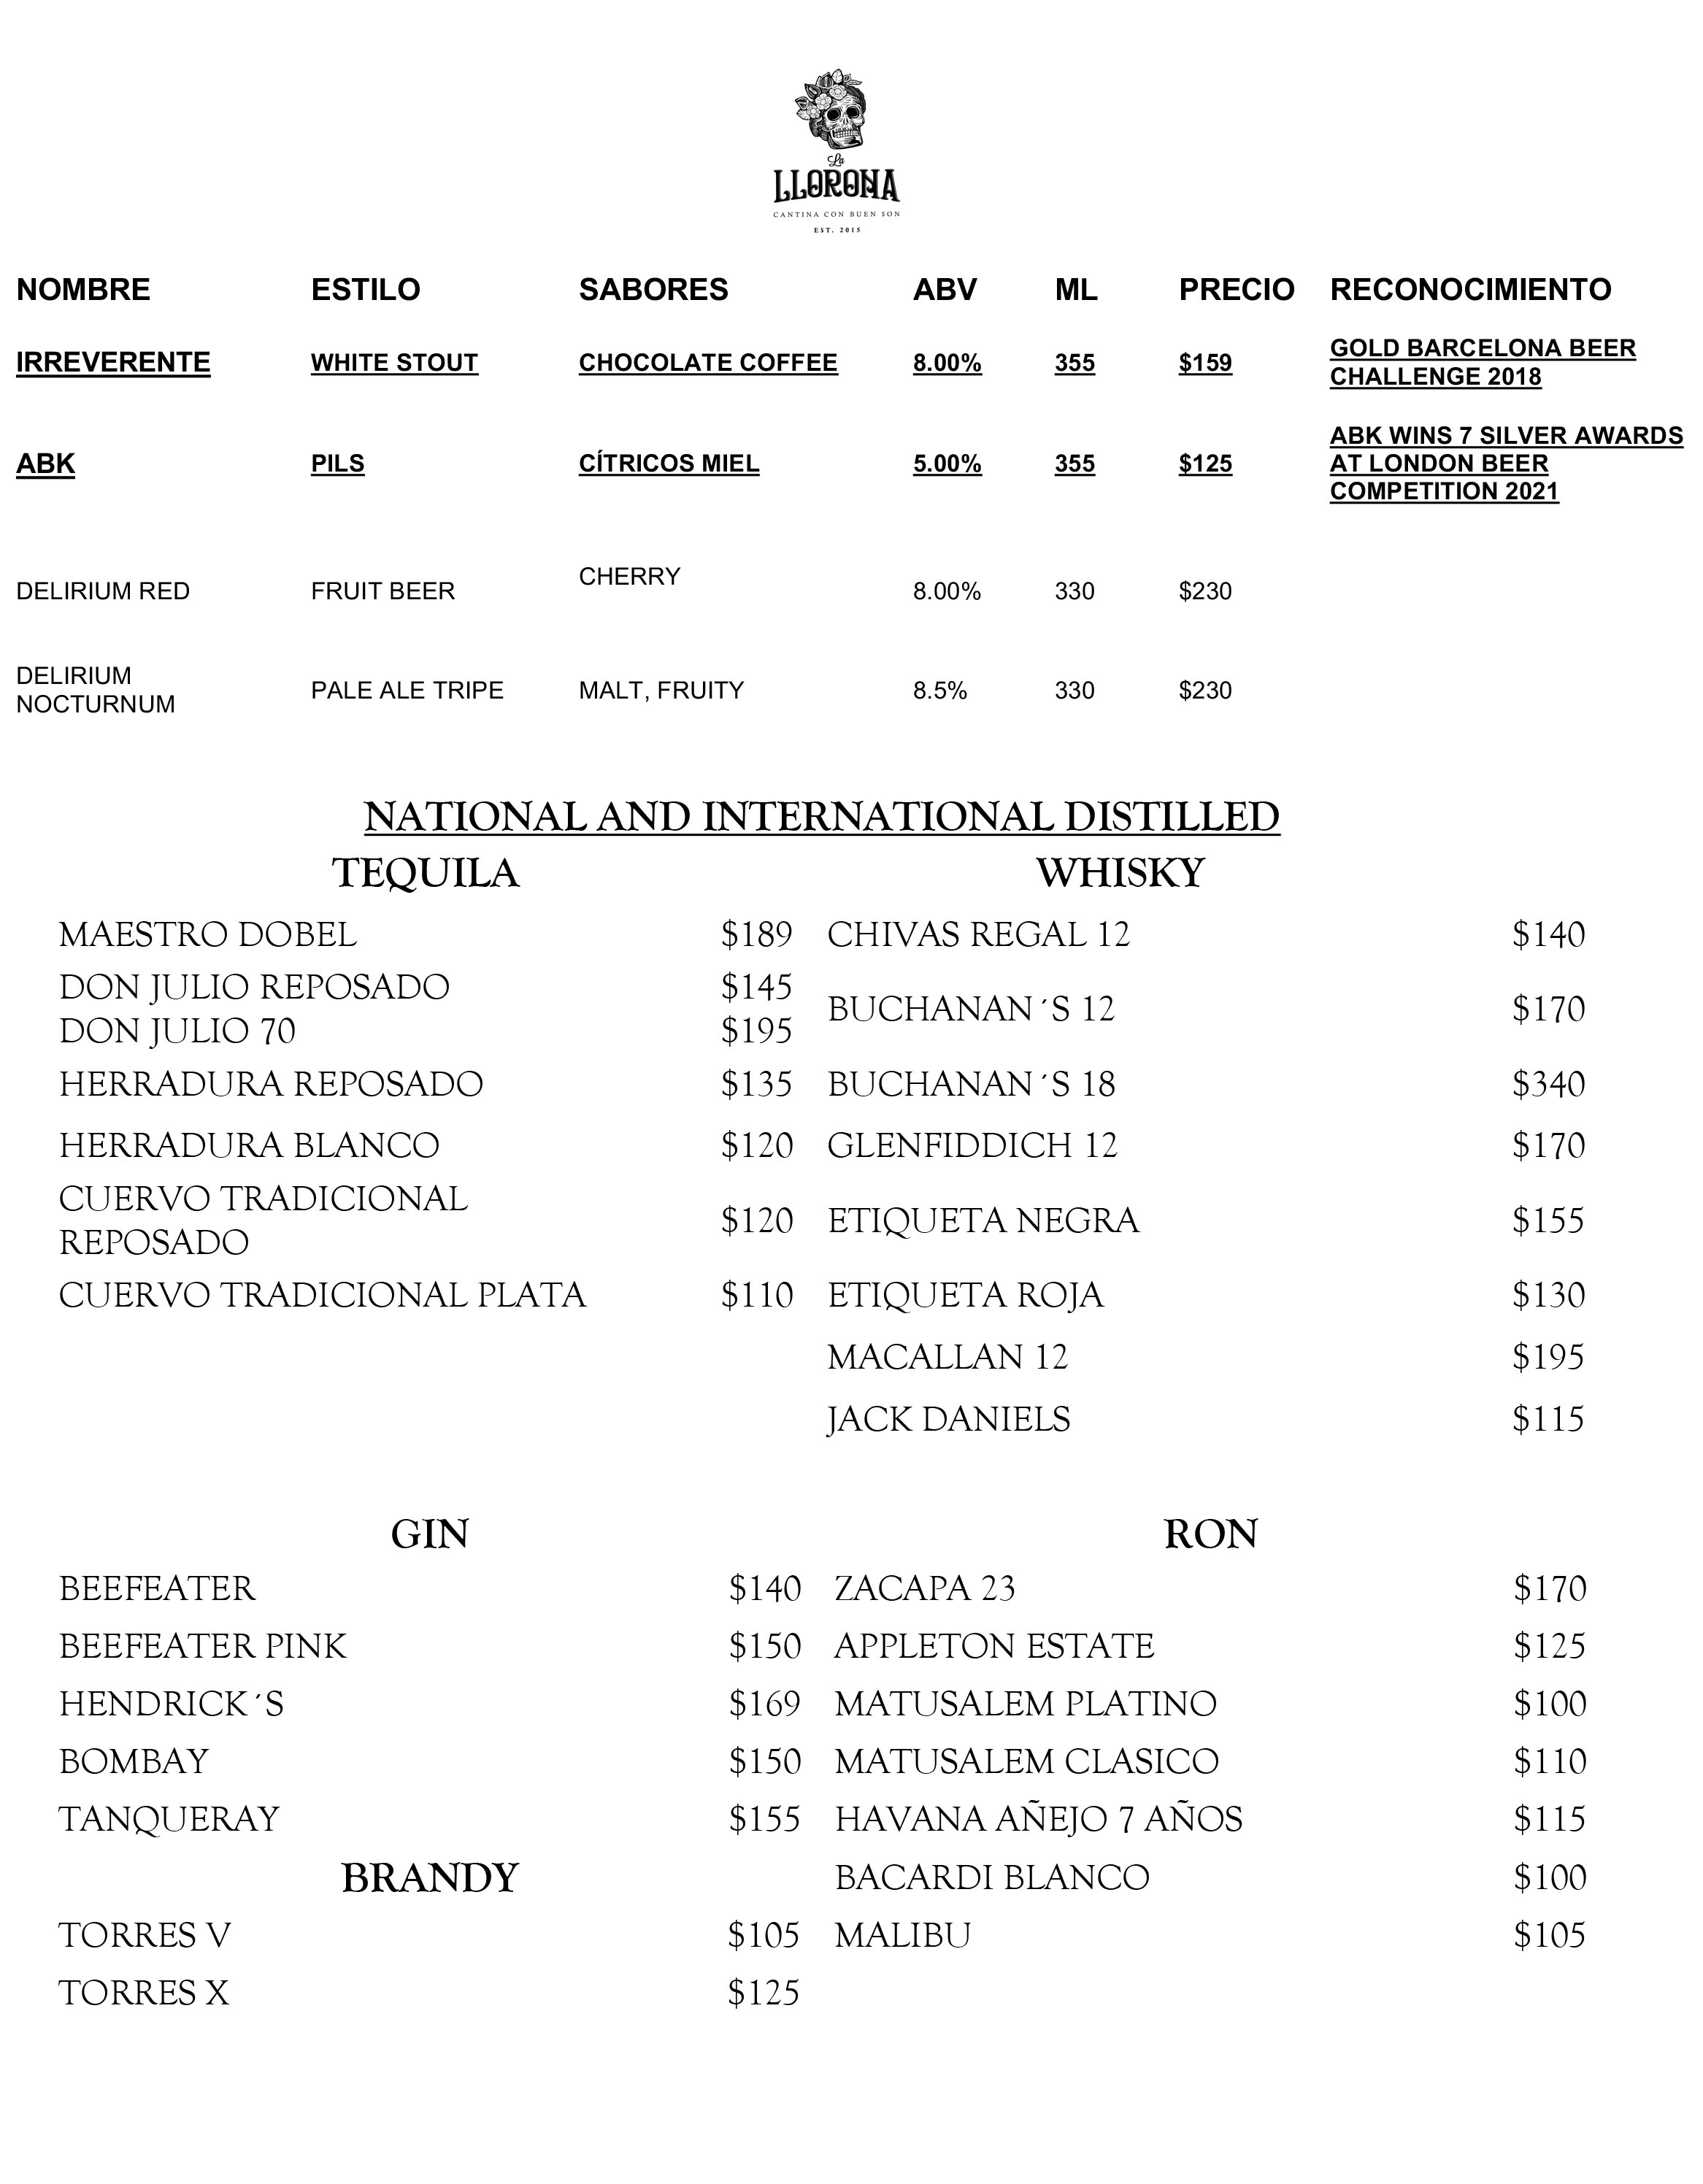 La
LLORONA
CANTINA CON BUEN SON
EST. 2015
NOMBRE ESTILO SABORES ABV ML PRECIO RECONOCIMIENTO
IRREVERENTE WHITE STOUT CHOCOLATE COFFEE 8.00% 355 $159 GOLD BARCELONA BEER
CHALLENGE 2018
ABK PILS CÍTRICOS MIEL 5.00% 355 $125 ABK WINS 7 SILVER AWARDS
AT LONDON BEER
COMPETITION 2021
DELIRIUM RED FRUIT BEER CHERRY 8.00% 330 $230
DELIRIUM
NOCTURNUM PALE ALE TRIPE MALT, FRUITY 8.5% 330 $230
NATIONAL AND INTERNATIONAL DISTILLED
TEQUILA
MAESTRO DOBEL $189
DON JULIO REPOSADO $145
DON JULIO 70 $195
HERRADURA REPOSADO $135
HERRADURA BLANCO $120
CUERVO TRADICIONAL
REPOSADO $120
CUERVO TRADICIONAL PLATA $110
WHISKY
CHIVAS REGAL 12 $140
BUCHANAN´S 12 $170
BUCHANAN´S 18 $340
GLENFIDDICH 12 $170
ETIQUETA NEGRA $155
ETIQUETA ROJA $130
MACALLAN 12 $195
JACK DANIELS $115
GIN
BEEFEATER $140
BEEFEATER PINK $150
HENDRICK´S $169
BOMBAY $150
TANQUERAY $155
BRANDY
TORRES V $105
TORRES X $125
RON
ZACAPA 23 $170
APPLETON ESTATE $125
MATUSALEM PLATINO $100
MATUSALEM CLASICO $110
HAVANA AÑEJO 7 AÑOS $115
BACARDI BLANCO $100
MALIBU $105